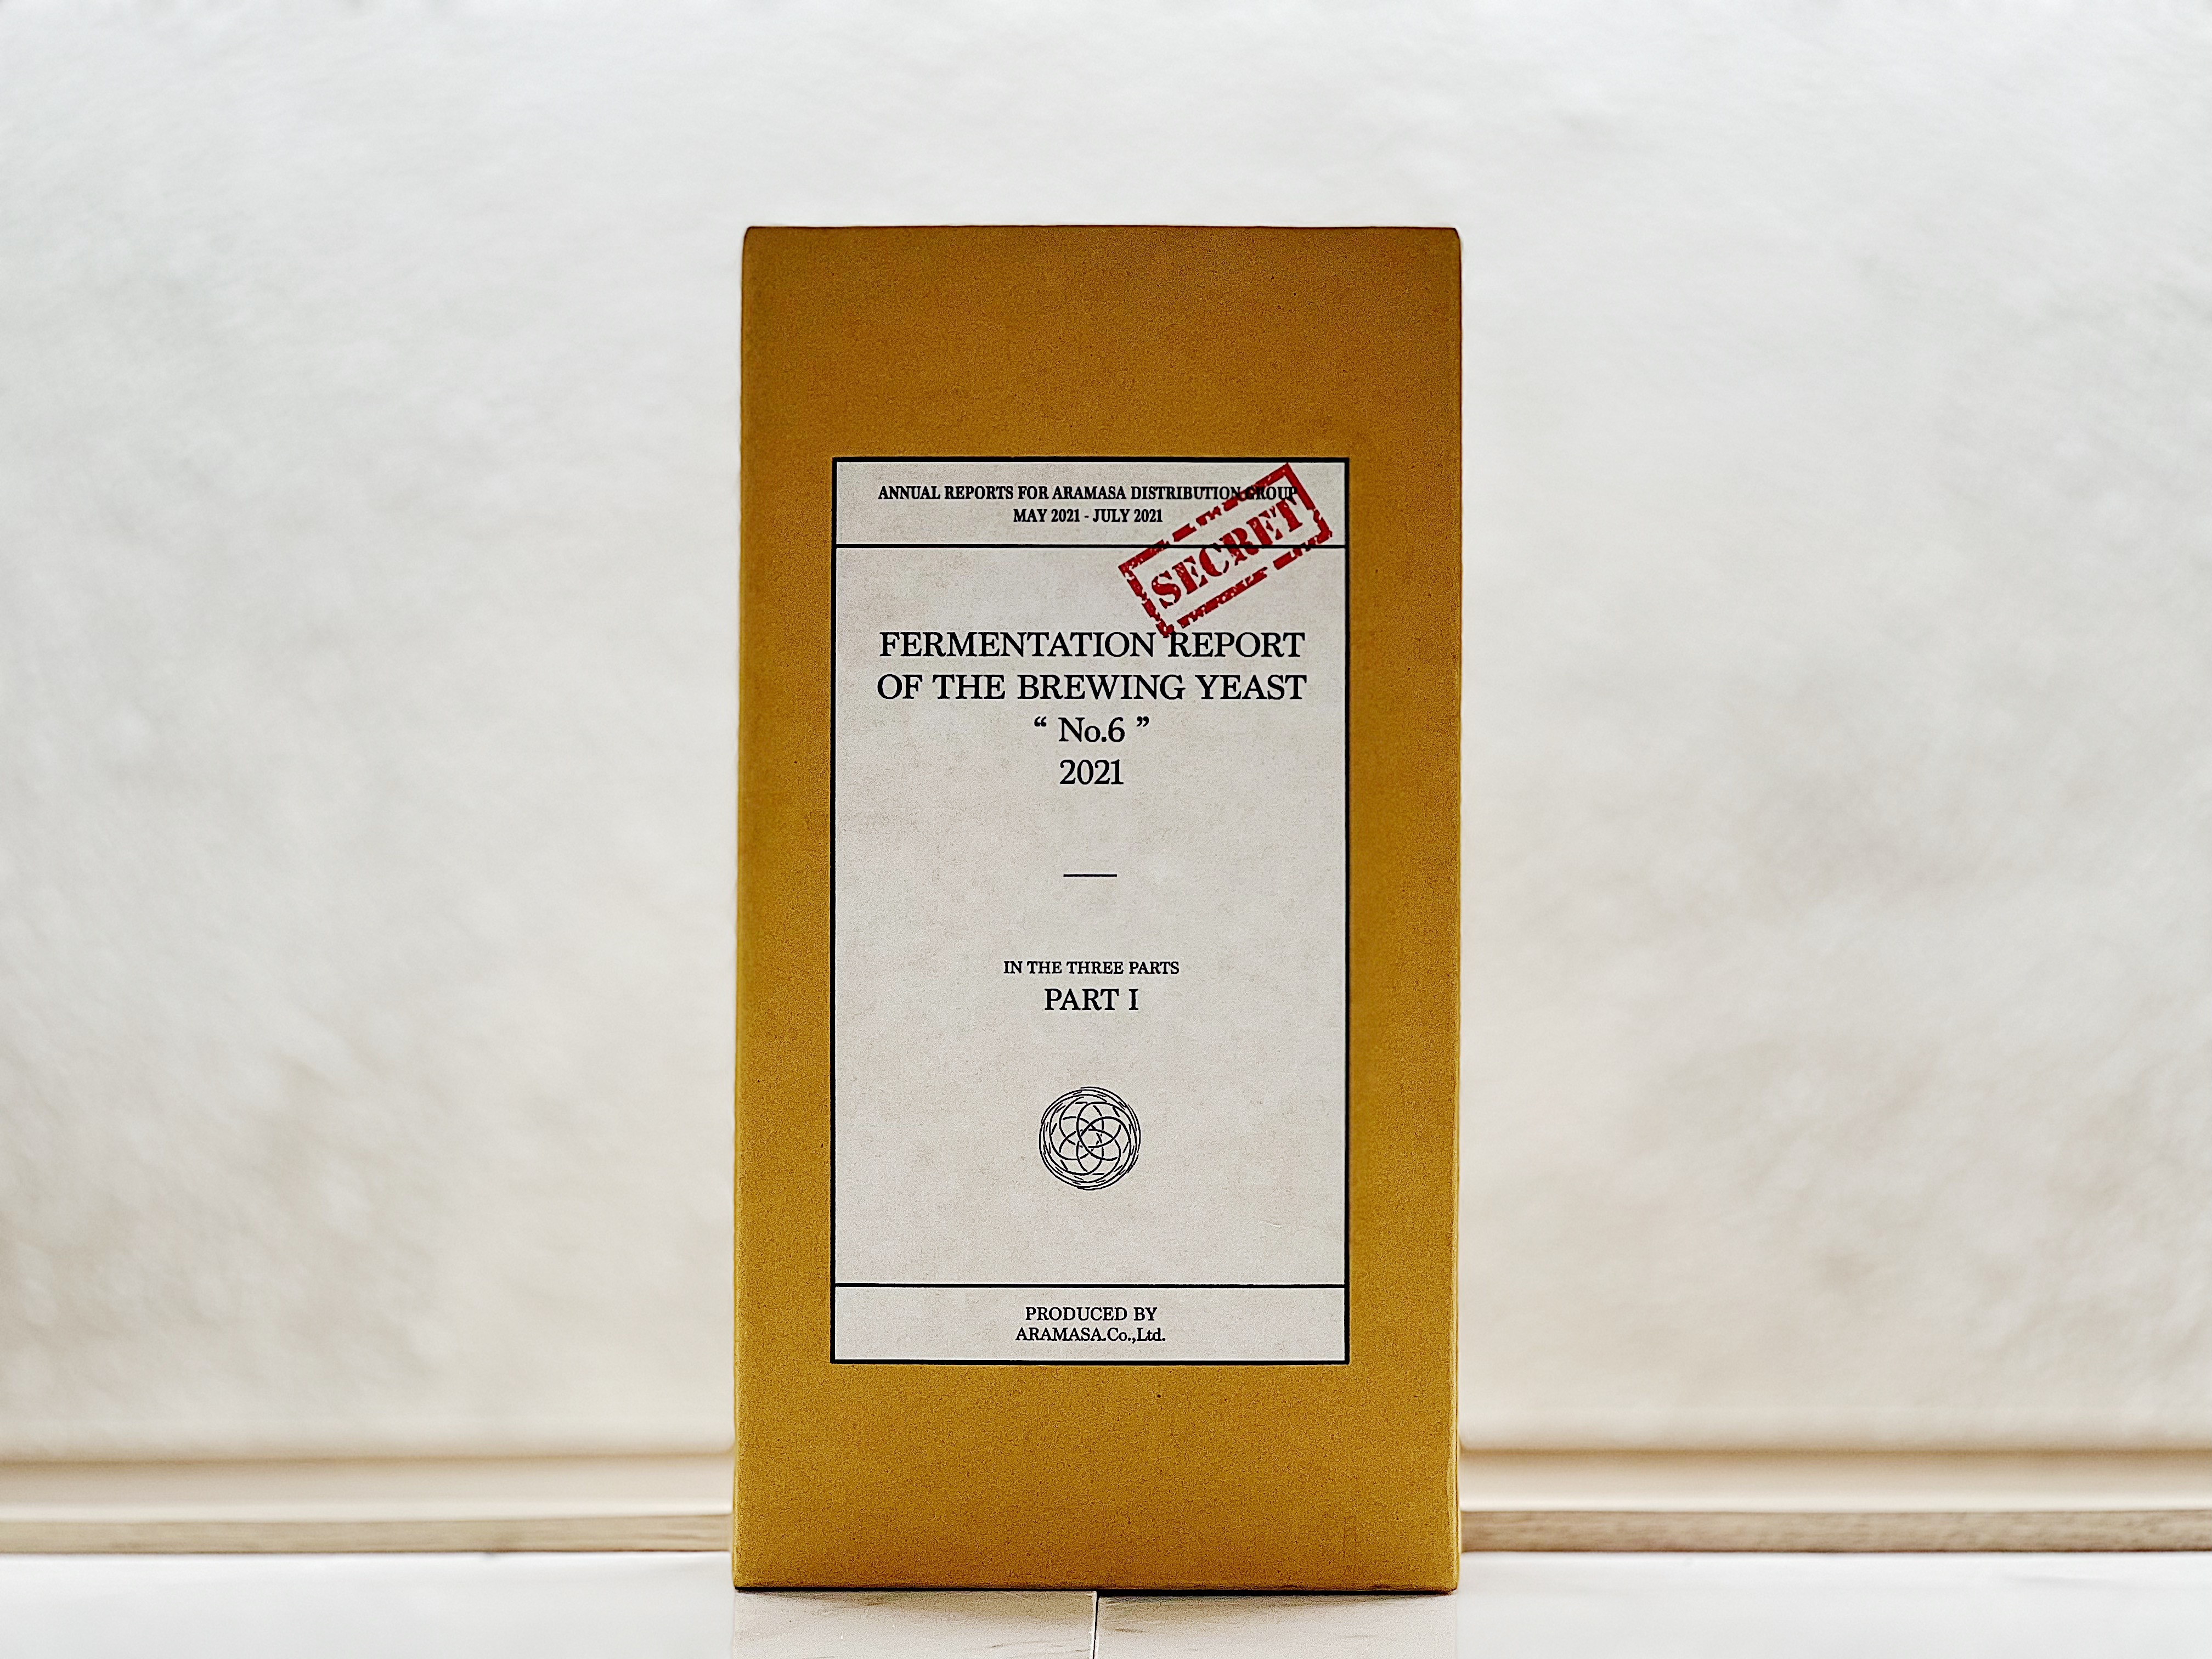 ANNUAL REPORTS FOR ARAMASA DISTRIBUTION GROUP
MAY 2021 - JULY 2021
SECRET
FERMENTATION REPORT
OF THE BREWING YEAST
“ No.6 ”
2021
IN THE THREE PARTS
PART I
PRODUCED BY
ARAMASA.Co.,Ltd.